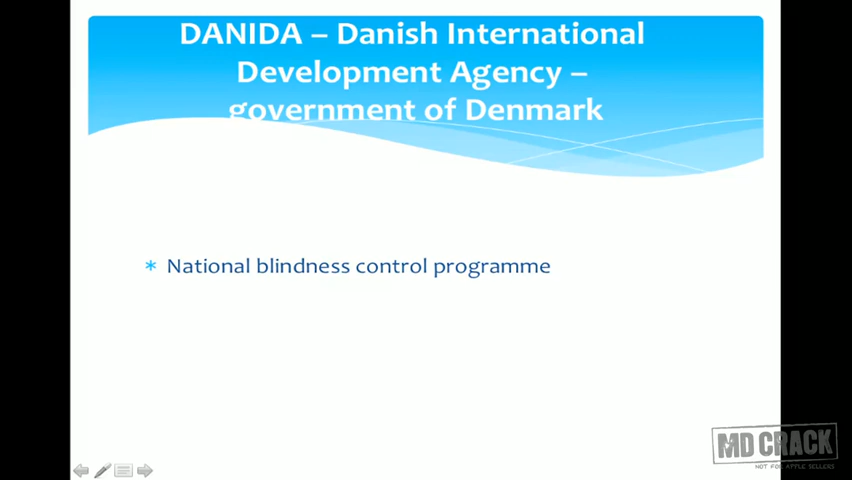 DANIDA – Danish International
Development Agency –
government of Denmark
* National blindness control programme
MD CRACK
NOT FOR APPLE SELLERS